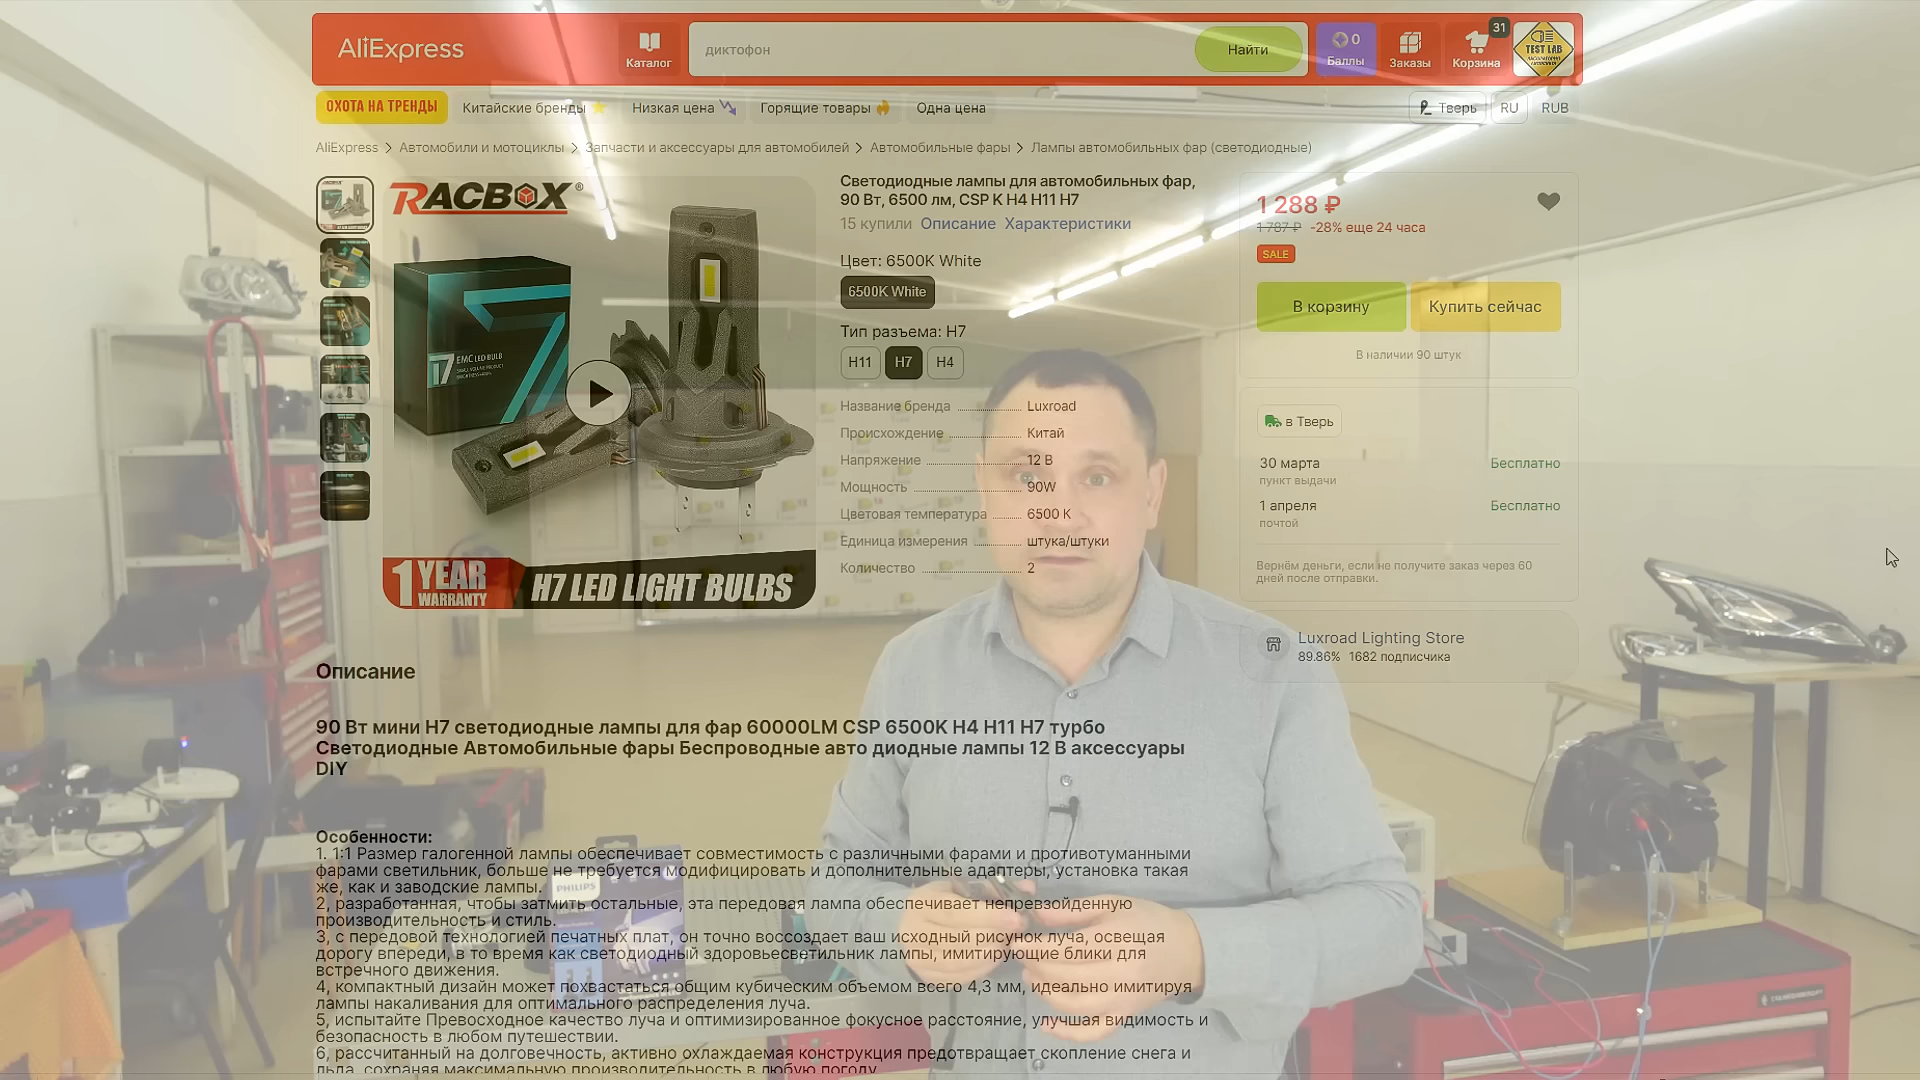 AliExpress
Каталог
диктофон
Найти
0
Баллы
Заказы
31
Корзина
TEST LAB
ОХОТА НА ТРЕНДЫ
Китайские бренды
Низкая цена
Горящие товары
Одна цена
Тверь
RU
RUB
AliExpress > Автомобили и мотоциклы > Запчасти и аксессуары для автомобилей > Автомобильные фары > Лампы автомобильных фар (светодиодные)
RACBOX®
i7 EMC LED BULB
1 YEAR WARRANTY
H7 LED LIGHT BULBS
Светодиодные лампы для автомобильных фар,
90 Вт, 6500 лм, CSP K H4 H11 H7
15 купили Описание Характеристики
Цвет: 6500K White
6500K White
Тип разъема: H7
H11 H7 H4
Название бренда Luxroad
Происхождение Китай
Напряжение 12 В
Мощность 90W
Цветовая температура 6500 К
Единица измерения штука/штуки
Количество 2
1 288 ₽
1 787 ₽ -28% еще 24 часа
SALE
В корзину
Купить сейчас
В наличии 90 штук
в Тверь
30 марта Бесплатно
пункт выдачи
1 апреля Бесплатно
почтой
Вернём деньги, если не получите заказ через 60
дней после отправки.
Luxroad Lighting Store
89.86% 1682 подписчика
Описание
90 Вт мини H7 светодиодные лампы для фар 60000LM CSP 6500K H4 H11 H7 турбо
Светодиодные Автомобильные фары Беспроводные авто диодные лампы 12 В аксессуары
DIY
Особенности:
1. 1:1 Размер галогенной лампы обеспечивает совместимость с различными фарами и противотуманными
фарами светильник, больше не требуется модифицировать и дополнительные адаптеры, установка такая
же, как и заводские лампы.
2, разработанная, чтобы затмить остальные, эта передовая лампа обеспечивает непревзойденную
производительность и стиль.
3, с передовой технологией печатных плат, он точно воссоздает ваш исходный рисунок луча, освещая
дорогу впереди, в то время как светодиодный здоровьесветильник лампы, имитирующие блики для
встречного движения.
4, компактный дизайн может похвастаться общим кубическим объемом всего 4,3 мм, идеально имитируя
лампы накаливания для оптимального распределения луча.
5, испытайте Превосходное качество луча и оптимизированное фокусное расстояние, улучшая видимость и
безопасность в любом путешествии.
6, рассчитанный на долговечность, активно охлаждаемая конструкция предотвращает скопление снега и
льда, сохраняя максимальную производительность в любую погоду.
PHILIPS